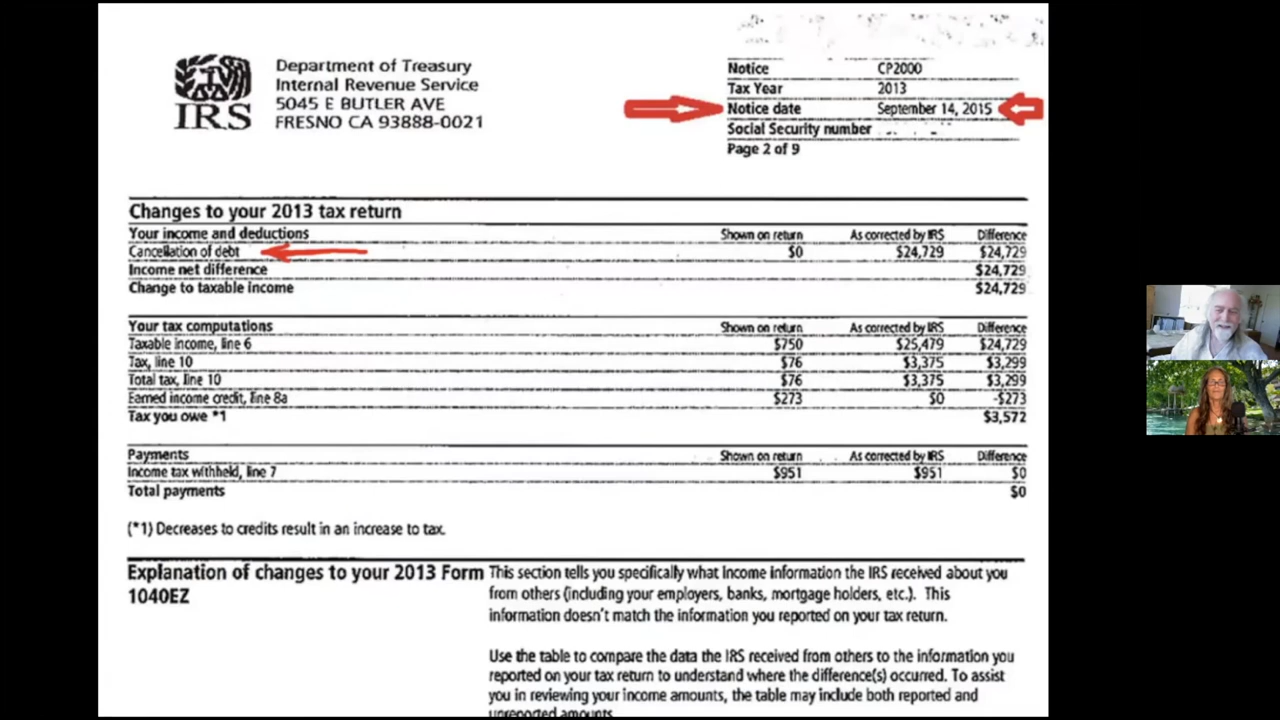 IRS
Department of Treasury
Internal Revenue Service
5045 E BUTLER AVE
FRESNO CA 93888-0021
Notice CP2000
Tax Year 2013
Notice date September 14, 2015
Social Security number
Page 2 of 9
Changes to your 2013 tax return
Your income and deductions Shown on return As corrected by IRS Difference
Cancellation of debt $0 $24,729 $24,729
Income net difference $24,729
Change to taxable income $24,729
Your tax computations Shown on return As corrected by IRS Difference
Taxable income, line 6 $750 $25,479 $24,729
Tax, line 10 $76 $3,375 $3,299
Total tax, line 10 $76 $3,375 $3,299
Earned income credit, line 8a $273 $0 -$273
Tax you owe *1 $3,572
Payments Shown on return As corrected by IRS Difference
Income tax withheld, line 7 $951 $951 $0
Total payments $0
(*1) Decreases to credits result in an increase to tax.
Explanation of changes to your 2013 Form
1040EZ
This section tells you specifically what income information the IRS received about you
from others (including your employers, banks, mortgage holders, etc.). This
information doesn't match the information you reported on your tax return.
Use the table to compare the data the IRS received from others to the information you
reported on your tax return to understand where the difference(s) occurred. To assist
you in reviewing your income amounts, the table may include both reported and
unreported amounts.